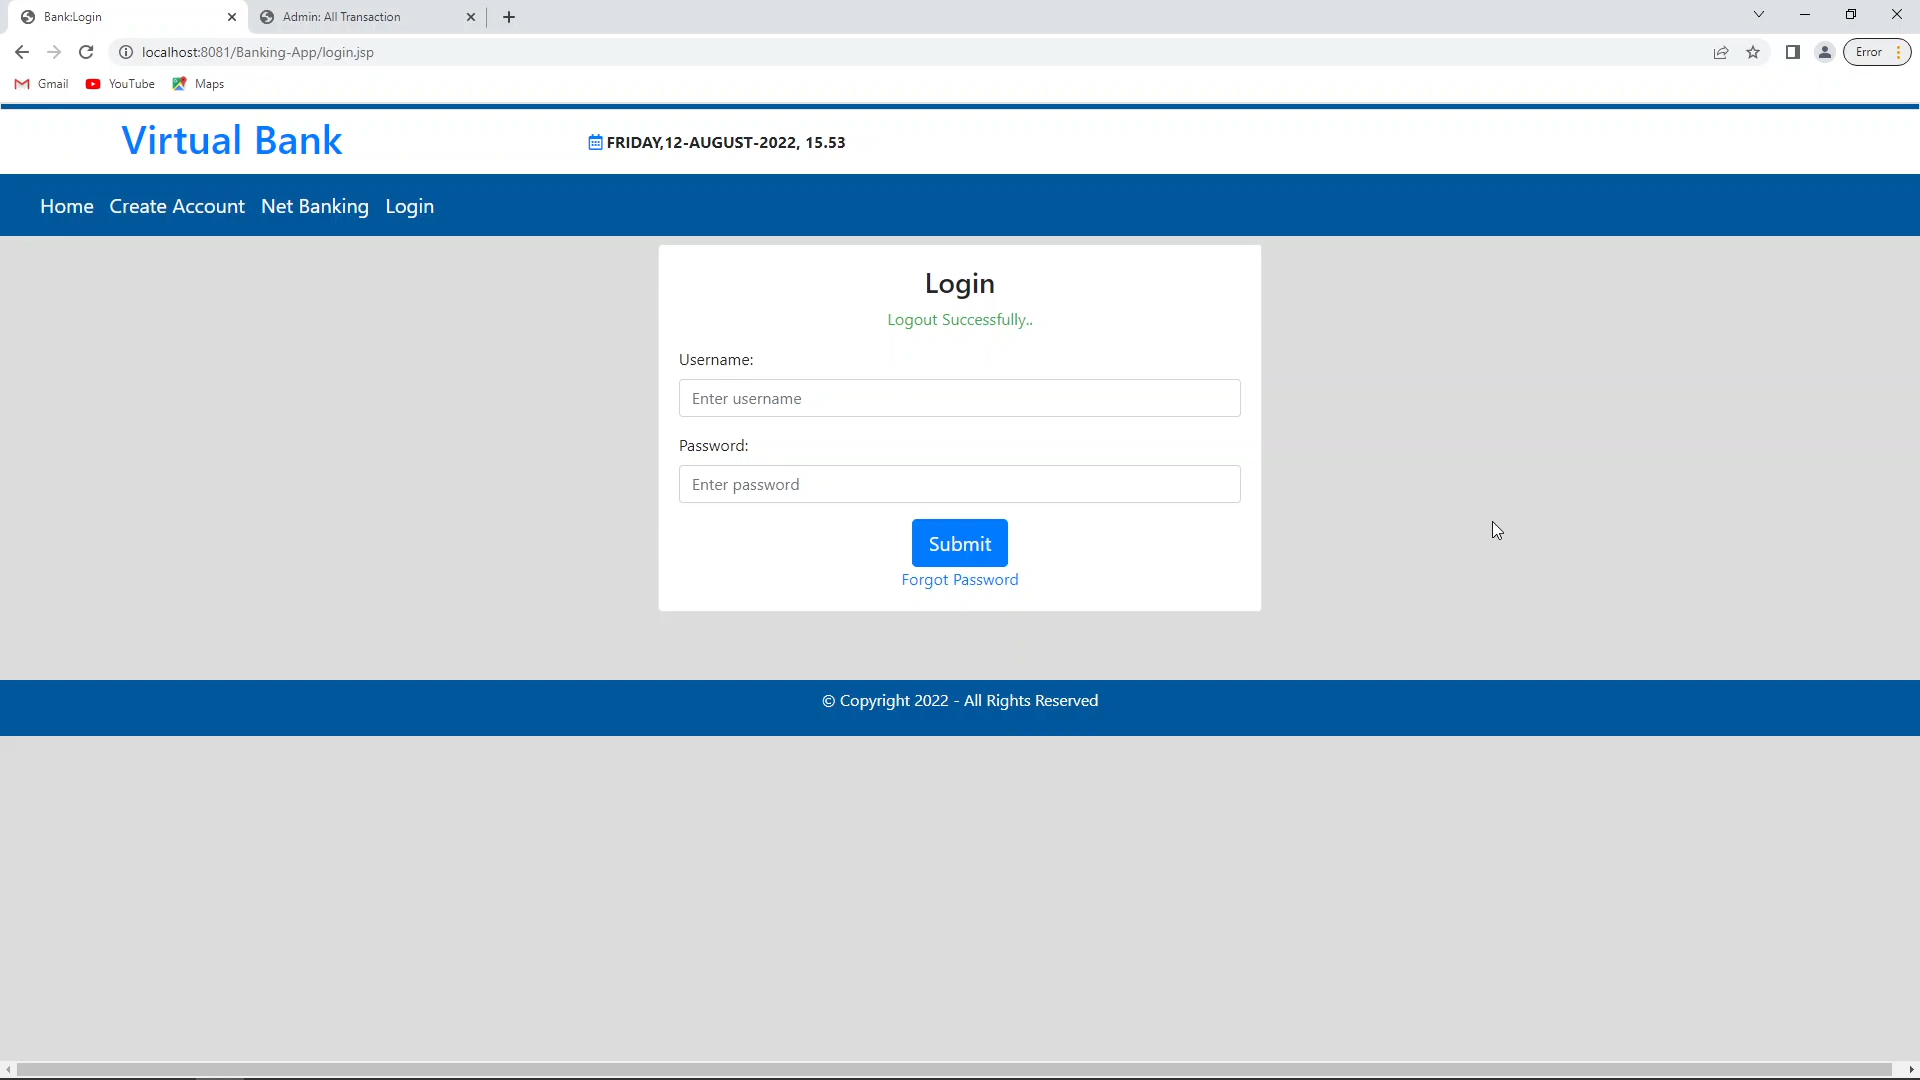 Bank:Login
Admin: All Transaction
localhost:8081/Banking-App/login.jsp
Error
Gmail
YouTube
Maps
Virtual Bank
FRIDAY,12-AUGUST-2022, 15.53
Home
Create Account
Net Banking
Login
Login
Logout Successfully..
Username:
Enter username
Password:
Enter password
Submit
Forgot Password
© Copyright 2022 - All Rights Reserved